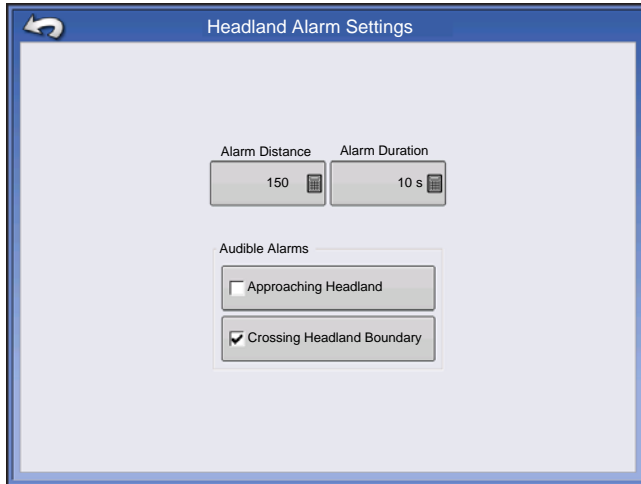 Headland Alarm Settings
Alarm Distance Alarm Duration
150 10 s
Audible Alarms
Approaching Headland
Crossing Headland Boundary